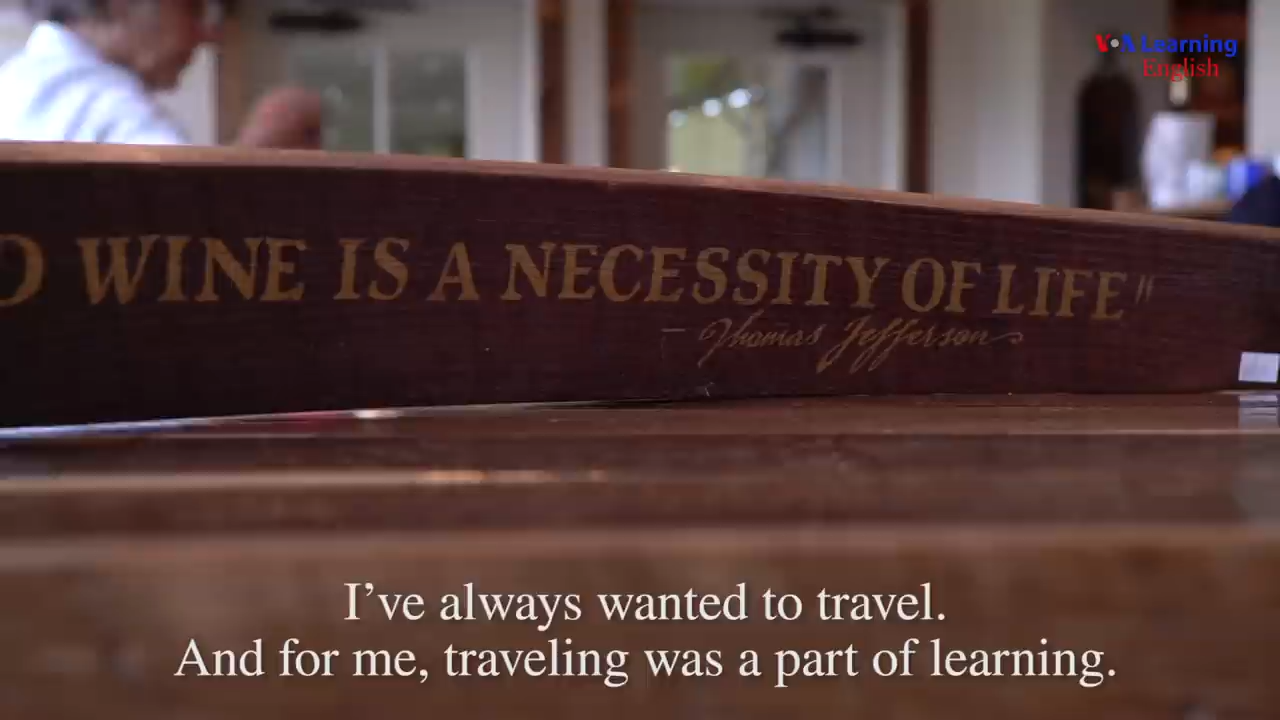 VOA Learning
English
D WINE IS A NECESSITY OF LIFE"
— Thomas Jefferson
I've always wanted to travel.
And for me, traveling was a part of learning.